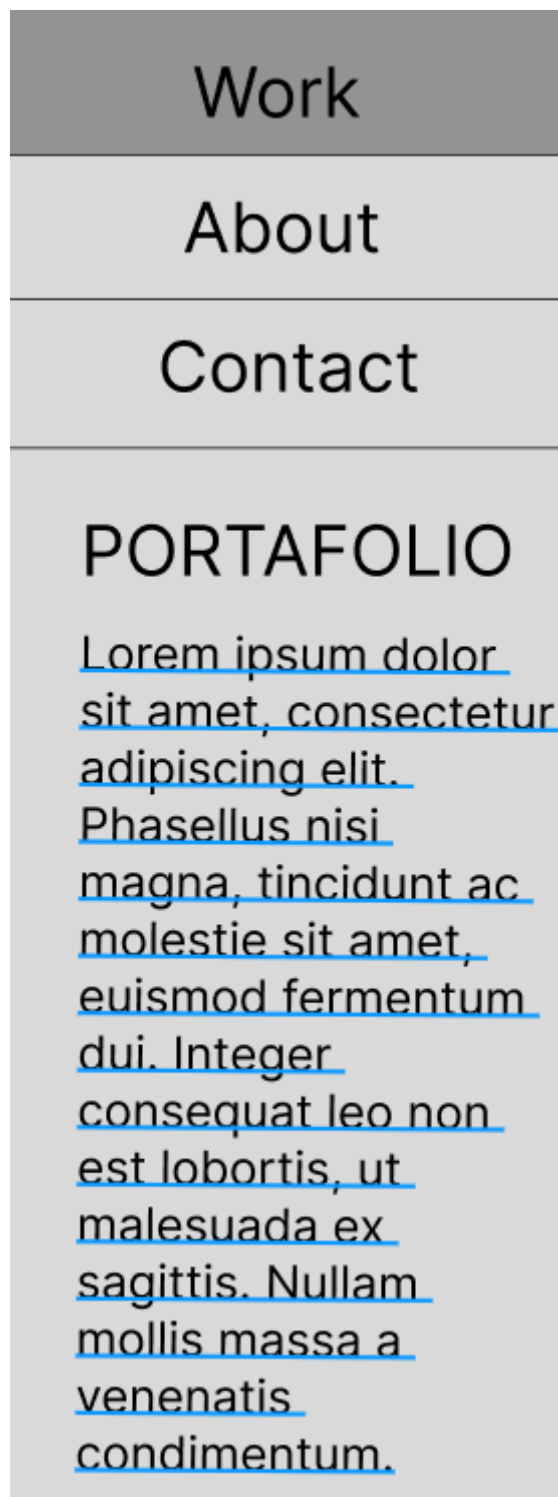 Work
About
Contact
PORTAFOLIO
Lorem ipsum dolor
sit amet, consectetur
adipiscing elit.
Phasellus nisi
magna, tincidunt ac
molestie sit amet,
euismod fermentum
dui. Integer
consequat leo non
est lobortis, ut
malesuada ex
sagittis. Nullam
mollis massa a
venenatis
condimentum.